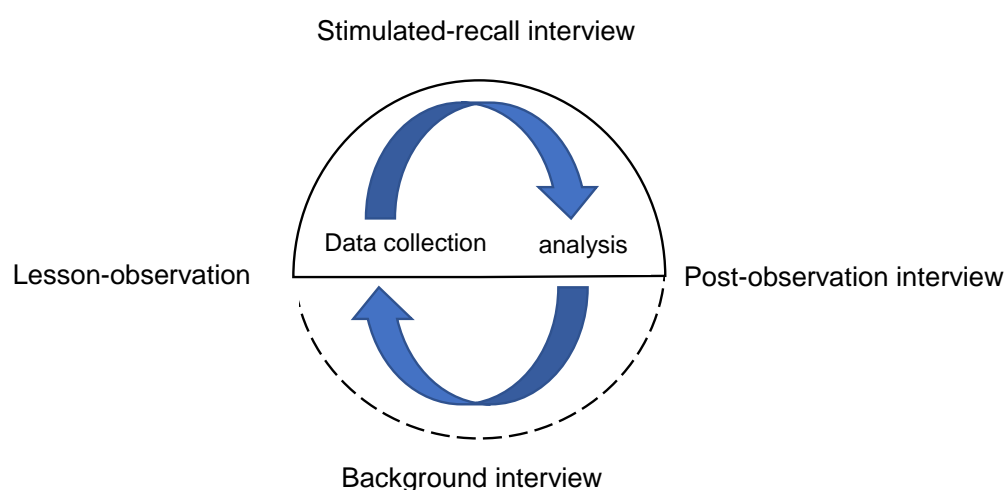 Stimulated-recall interview
Data collection
analysis
Lesson-observation
Post-observation interview
Background interview